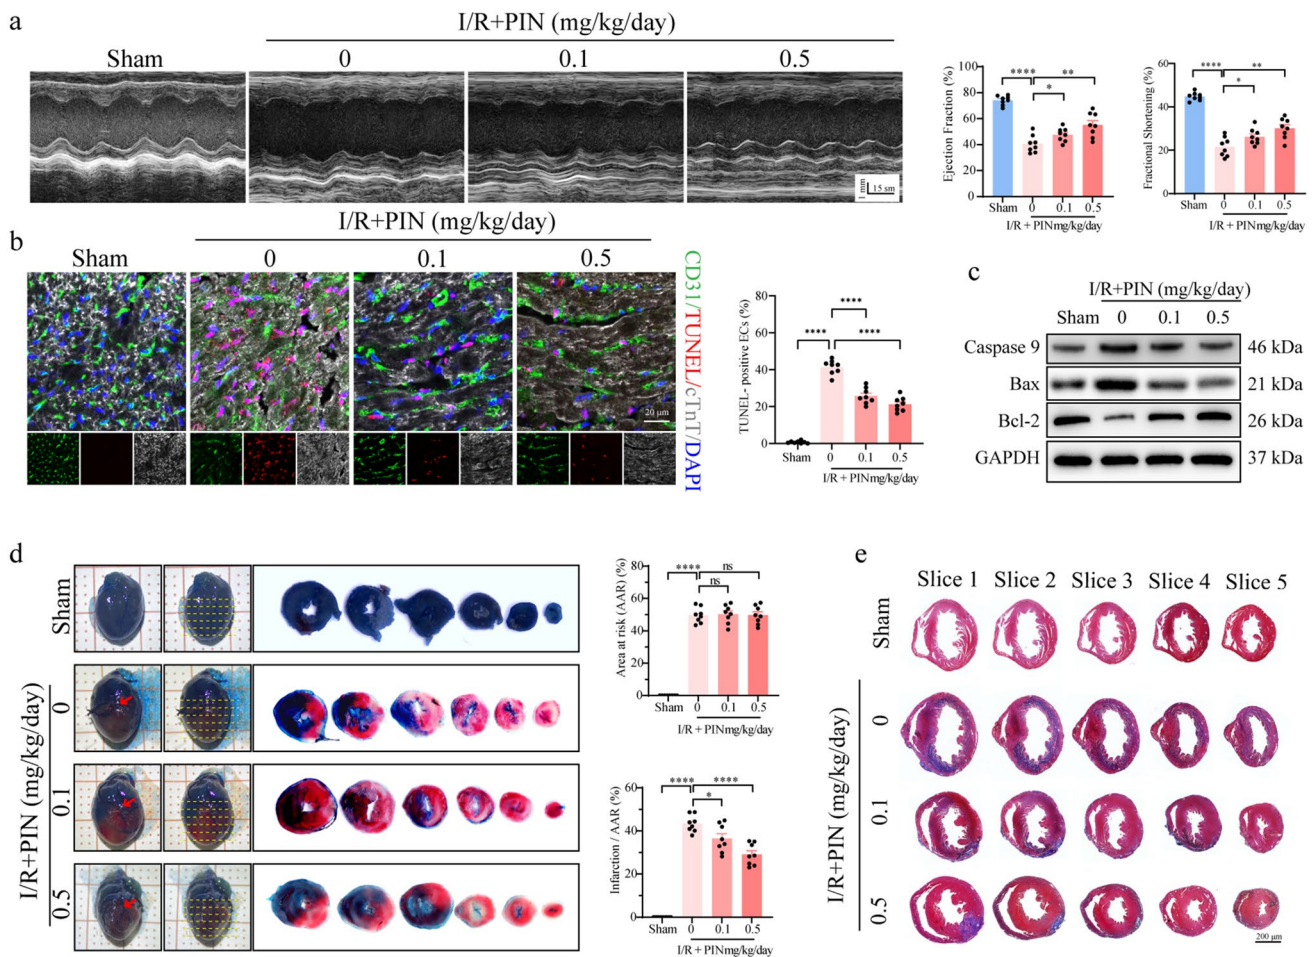 a
I/R+PIN (mg/kg/day)
Sham 0 0.1 0.5
1 mm
15 sm
Ejection Fraction (%)
100
80
60
40
20
0
**** **
*
Sham 0 0.1 0.5
I/R + PINmg/kg/day
Fractional Shortening (%)
60
40
20
0
**** **
*
Sham 0 0.1 0.5
I/R + PINmg/kg/day
b
I/R+PIN (mg/kg/day)
Sham 0 0.1 0.5
20 μm
CD31/TUNEL/cTnT/DAPI
TUNEL- positive ECs (%)
80
60
40
20
0
****
**** ****
Sham 0 0.1 0.5
I/R + PINmg/kg/day
c
I/R+PIN (mg/kg/day)
Sham 0 0.1 0.5
Caspase 9 46 kDa
Bax 21 kDa
Bcl-2 26 kDa
GAPDH 37 kDa
d
Sham
I/R+PIN (mg/kg/day)
0
0.1
0.5
Area at risk (AAR) (%)
80
60
40
20
0
**** ns
ns
Sham 0 0.1 0.5
I/R + PINmg/kg/day
Infarction / AAR (%)
60
40
20
0
**** ****
*
Sham 0 0.1 0.5
I/R + PINmg/kg/day
e
Slice 1 Slice 2 Slice 3 Slice 4 Slice 5
Sham
I/R+PIN (mg/kg/day)
0
0.1
0.5
200 μm